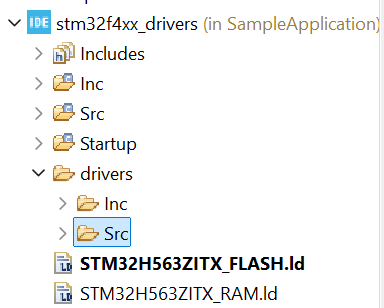 IDE stm32f4xx_drivers (in SampleApplication)
Includes
Inc
Src
Startup
drivers
Inc
Src
STM32H563ZITX_FLASH.ld
STM32H563ZITX_RAM.ld